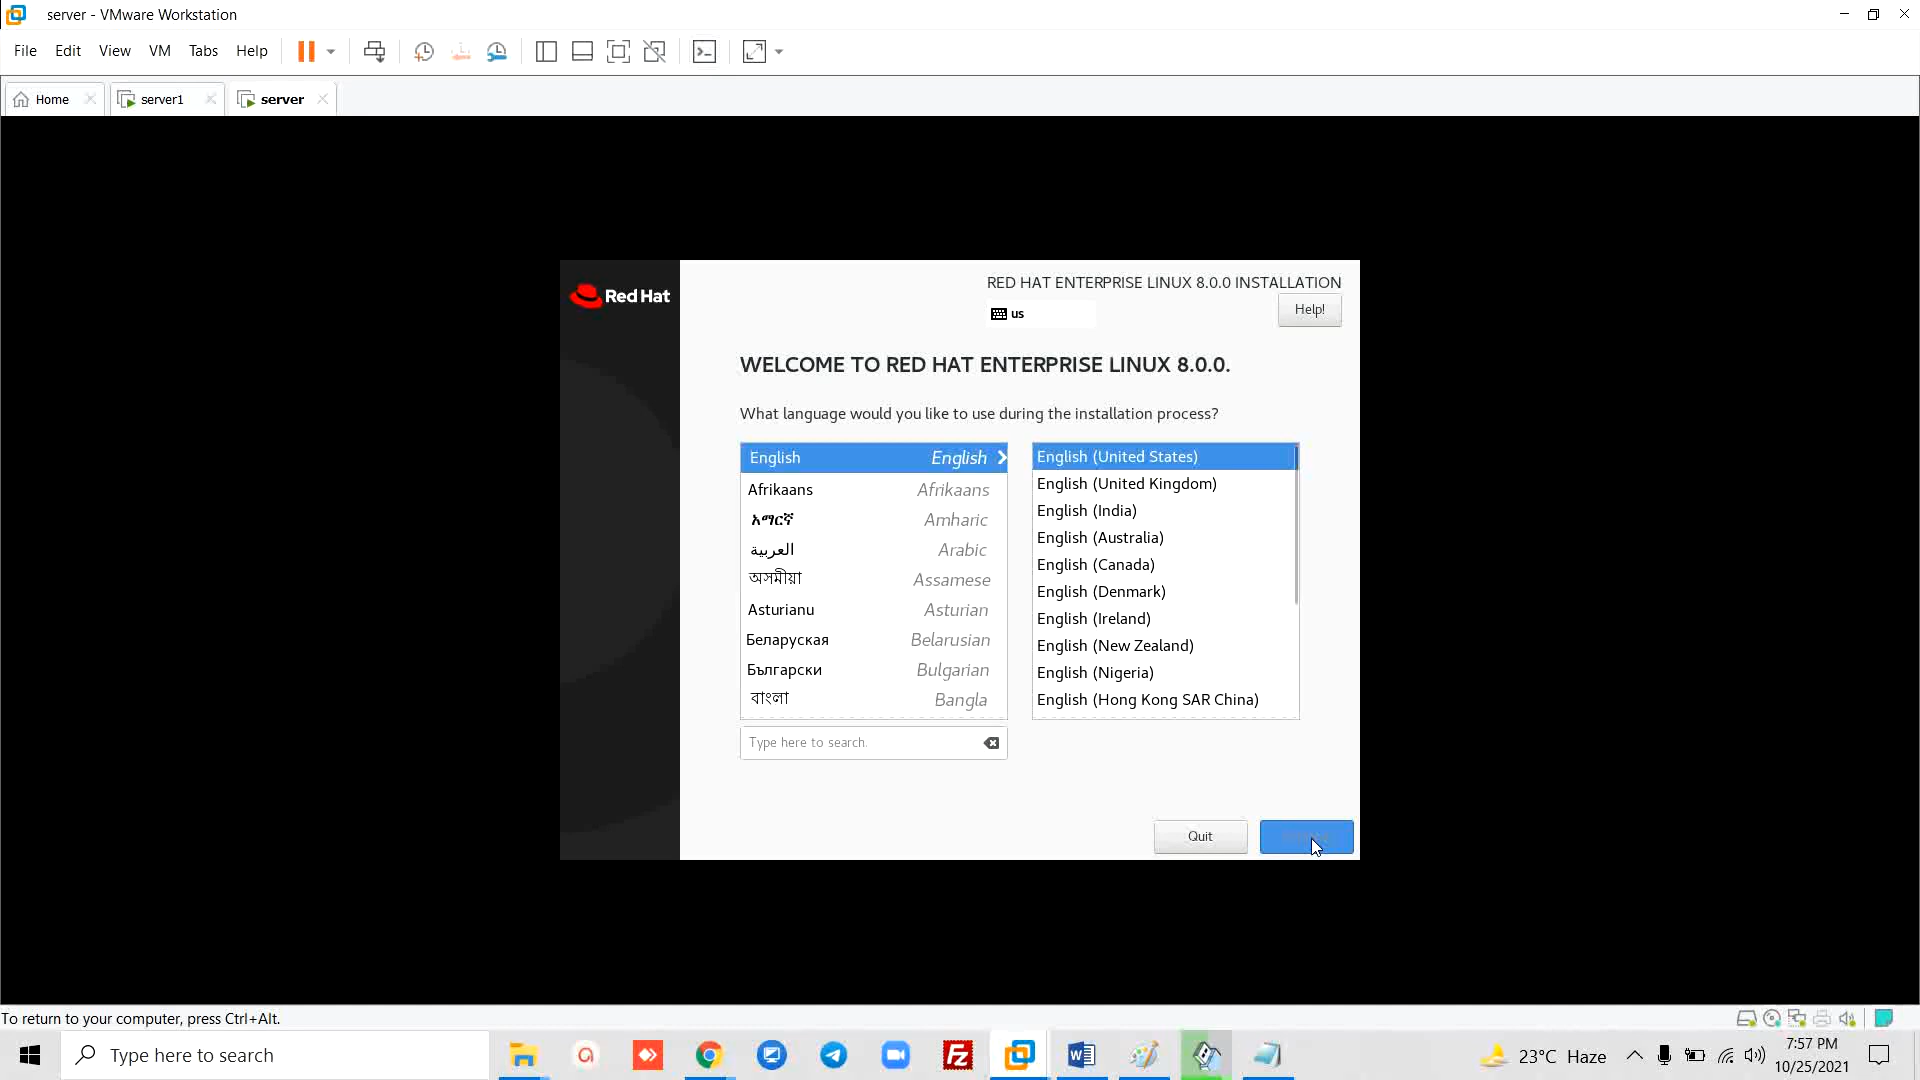 server - VMware Workstation
File Edit View VM Tabs Help
Home server1 server
Red Hat
RED HAT ENTERPRISE LINUX 8.0.0 INSTALLATION
us
Help!
WELCOME TO RED HAT ENTERPRISE LINUX 8.0.0.
What language would you like to use during the installation process?
English English
Afrikaans Afrikaans
አማርኛ Amharic
العربية Arabic
অসমীয়া Assamese
Asturianu Asturian
Беларуская Belarusian
Български Bulgarian
বাংলা Bangla
Type here to search.
English (United States)
English (United Kingdom)
English (India)
English (Australia)
English (Canada)
English (Denmark)
English (Ireland)
English (New Zealand)
English (Nigeria)
English (Hong Kong SAR China)
Quit
To return to your computer, press Ctrl+Alt.
Type here to search
23°C Haze
7:57 PM
10/25/2021